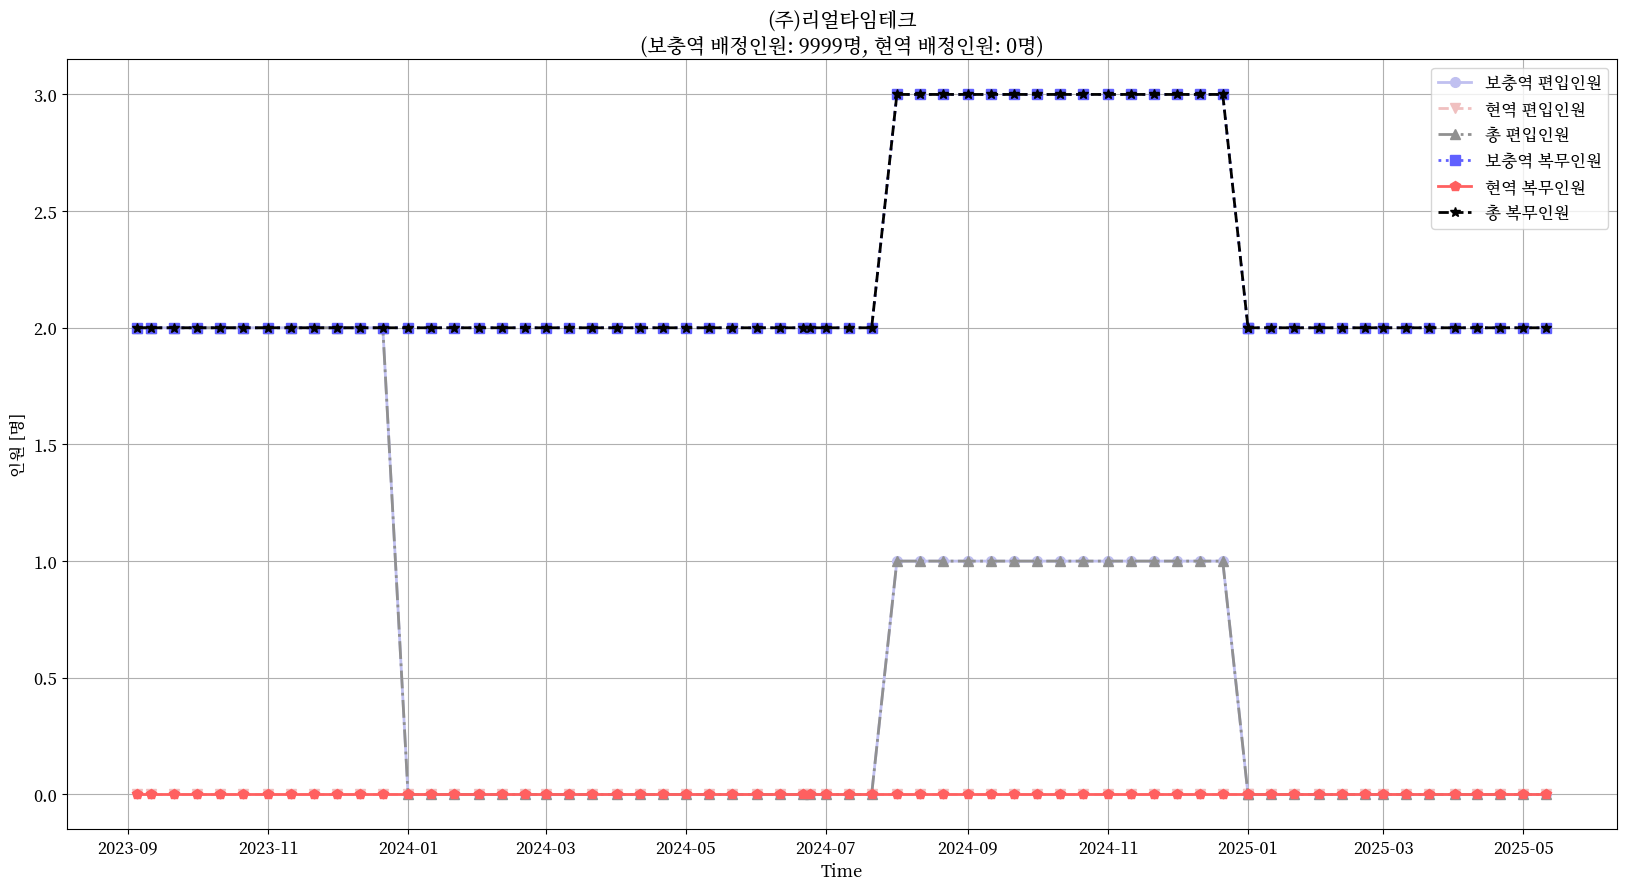 (주)리얼타임테크
(보충역 배정인원: 9999명, 현역 배정인원: 0명)
보충역 편입인원
현역 편입인원
총 편입인원
보충역 복무인원
현역 복무인원
총 복무인원
인원 [명]
3.0
2.5
2.0
1.5
1.0
0.5
0.0
2023-09
2023-11
2024-01
2024-03
2024-05
2024-07
2024-09
2024-11
2025-01
2025-03
2025-05
Time